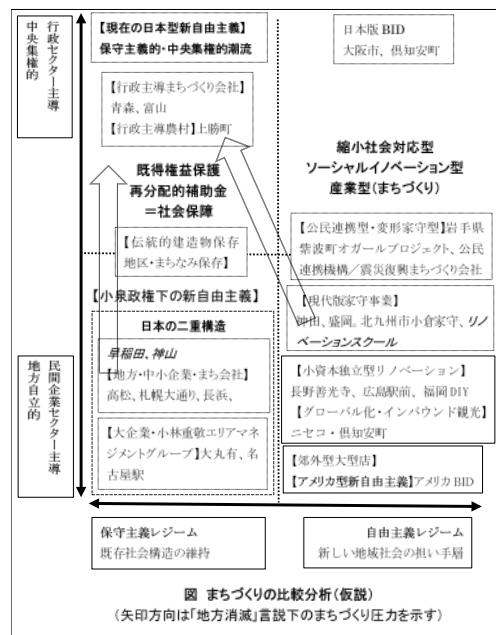 行政セクター主導
中央集権的
【現在の日本型新自由主義】
保守主義的・中央集権的潮流
日本版 BID
大阪市、倶知安町
【行政主導まちづくり会社】
青森、富山
【行政主導農村】上勝町
既得権益保護
再分配的補助金
＝社会保障
縮小社会対応型
ソーシャルイノベーション型
産業型（まちづくり）
【伝統的建造物保存
地区・まちなみ保存】
【公民連携型・変形家守型】岩手県
紫波町オガールプロジェクト、公民
連携機構／震災復興まちづくり会社
【小泉政権下の新自由主義】
【現代版家守事業】
神田、盛岡。北九州市小倉家守、リノ
ベーションスクール
日本の二重構造
早稲田、神山
【地方・中小企業・まち会社】
高松、札幌大通り、長浜、
【小資本独立型リノベーション】
長野善光寺、広島駅前、福岡 DIY
【グローバル化・インバウンド観光】
ニセコ・倶知安町
民間企業セクター主導
地方自立的
【大企業・小林重敬エリアマネ
ジメントグループ】大丸有、名
古屋駅
【郊外型大型店】
【アメリカ型新自由主義】アメリカ BID
保守主義レジーム
既存社会構造の維持
自由主義レジーム
新しい地域社会の担い手層
図 まちづくりの比較分析（仮説）
（矢印方向は「地方消滅」言説下のまちづくり圧力を示す）